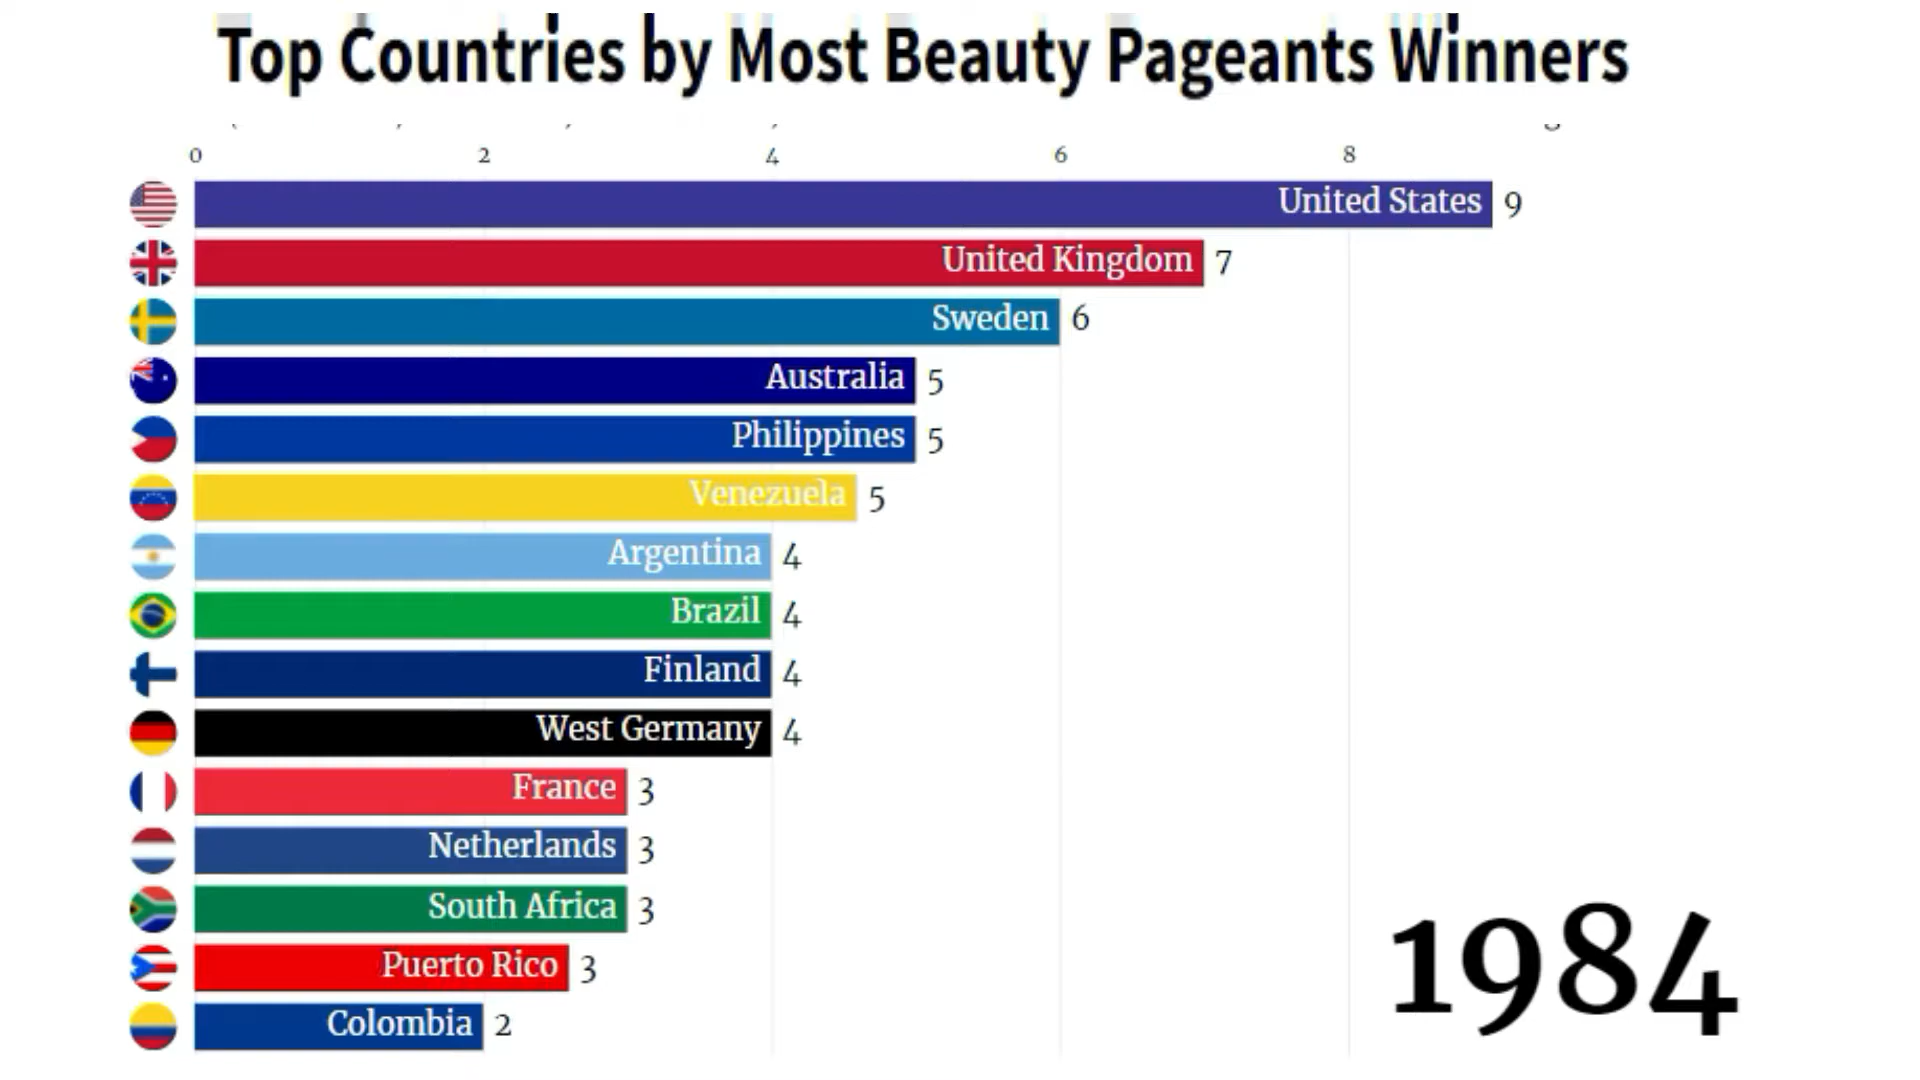 Top Countries by Most Beauty Pageants Winners
0 2 4 6 8
United States 9
United Kingdom 7
Sweden 6
Australia 5
Philippines 5
Venezuela 5
Argentina 4
Brazil 4
Finland 4
West Germany 4
France 3
Netherlands 3
South Africa 3
Puerto Rico 3
Colombia 2
1984